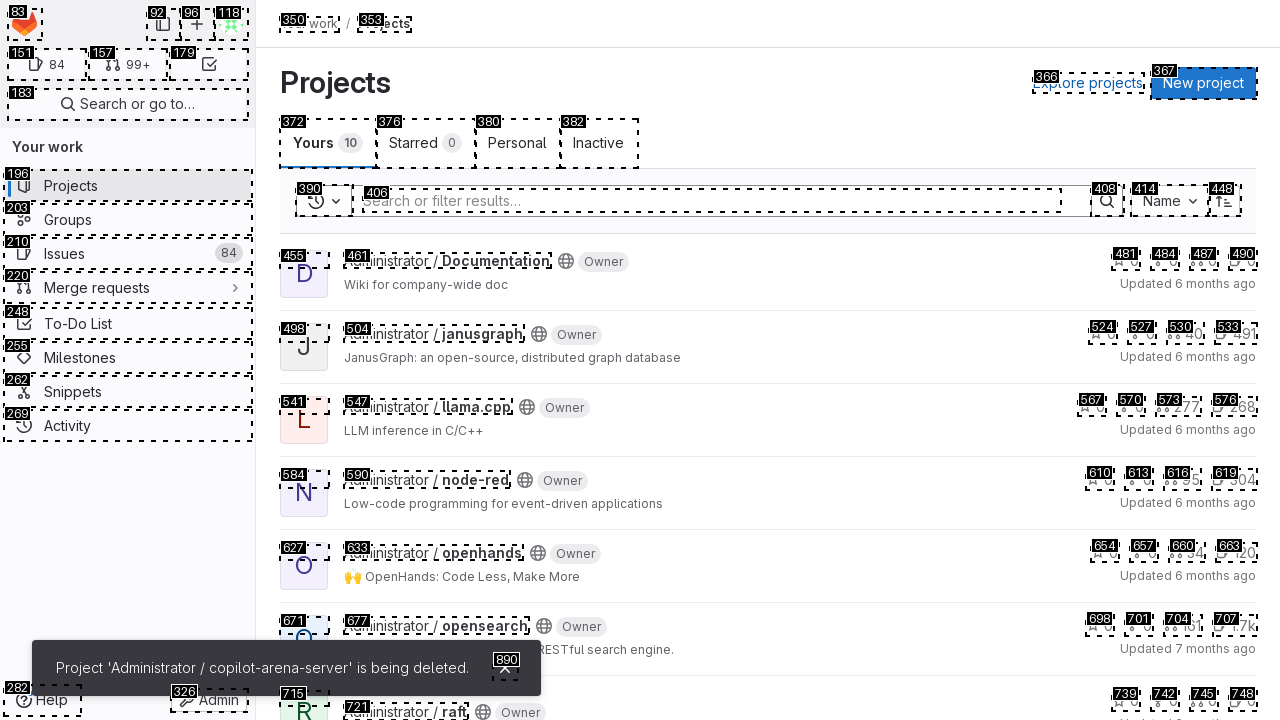 83
92
96
118
151
84
157
99+
179
183
Search or go to…
Your work
196
Projects
203
Groups
210
Issues
84
220
Merge requests
248
To-Do List
255
Milestones
262
Snippets
269
Activity
282
Help
326
Admin
350
work
/
353
Projects
Projects
366
Explore projects
367
New project
372
Yours 10
376
Starred 0
380
Personal
382
Inactive
390
406
Search or filter results…
408
414
Name
448
455
D
461
Administrator / Documentation
Owner
Wiki for company-wide doc
481
484
487
490
Updated 6 months ago
498
J
504
Administrator / janusgraph
Owner
JanusGraph: an open-source, distributed graph database
524
527
530
40
533
491
Updated 6 months ago
541
L
547
Administrator / llama.cpp
Owner
LLM inference in C/C++
567
570
573
277
576
268
Updated 6 months ago
584
N
590
Administrator / node-red
Owner
Low-code programming for event-driven applications
610
613
616
95
619
304
Updated 6 months ago
627
O
633
Administrator / openhands
Owner
🙌 OpenHands: Code Less, Make More
654
657
660
34
663
120
Updated 6 months ago
671
677
Administrator / opensearch
Owner
RESTful search engine.
698
701
704
161
707
1.7k
Updated 7 months ago
Project 'Administrator / copilot-arena-server' is being deleted.
890
715
R
721
Administrator / raft
Owner
739
742
745
748